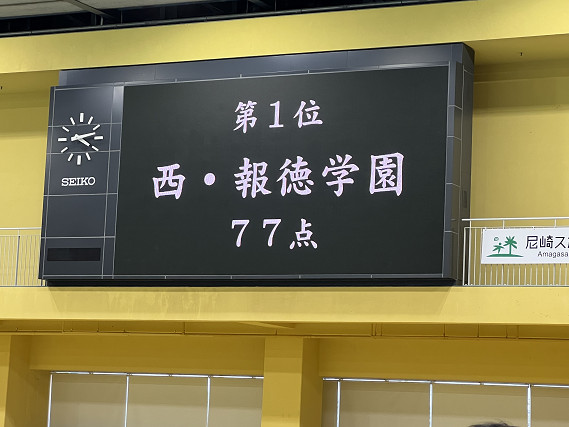 第1位
西・報徳学園
77点
SEIKO
尼崎ス
Amagasa